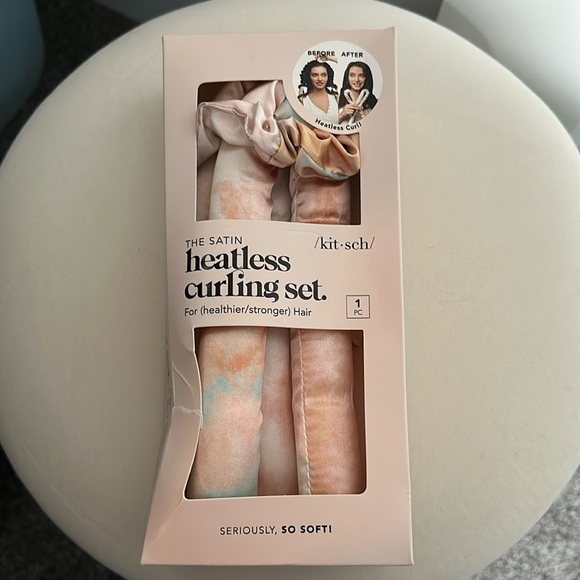 BEFORE AFTER
Heatless Curl!
THE SATIN
/kit·sch/
heatless
curling set.
For (healthier/stronger) Hair
1
PC
SERIOUSLY, SO SOFT!